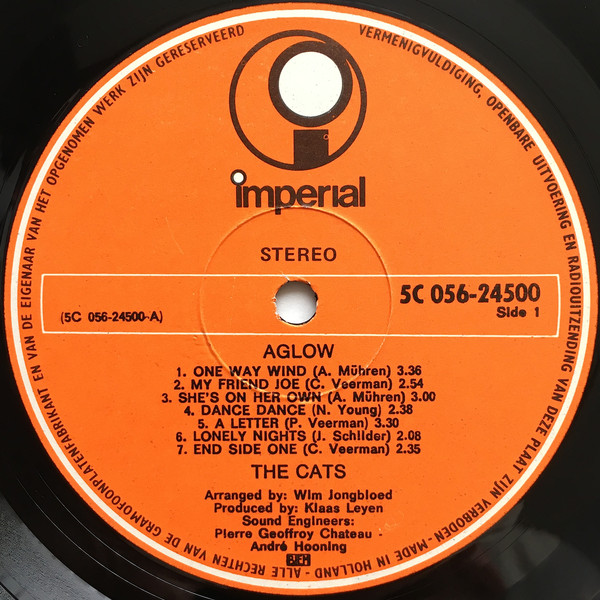 ALLE RECHTEN VAN DE GRAMOFOONPLATENFABRIKANT EN VAN DE EIGENAAR VAN HET OPGENOMEN WERK ZIJN GERESERVEERD
VERMENIGVULDIGING, OPENBARE UITVOERING EN RADIOUITZENDING VAN DEZE PLAAT ZIJN VERBODEN - MADE IN HOLLAND -
imperial
STEREO
5C 056-24500
Side 1
(5C 056-24500-A)
AGLOW
1. ONE WAY WIND (A. Mühren) 3.36
2. MY FRIEND JOE (C. Veerman) 2.54
3. SHE'S ON HER OWN (A. Mühren) 3.00
4. DANCE DANCE (N. Young) 2.38
5. A LETTER (P. Veerman) 3.30
6. LONELY NIGHTS (J. Schilder) 2.08
7. END SIDE ONE (C. Veerman) 2.35
THE CATS
Arranged by: Wim Jongbloed
Produced by: Klaas Leyen
Sound Engineers:
Pierre Geoffroy Chateau
André Hooning